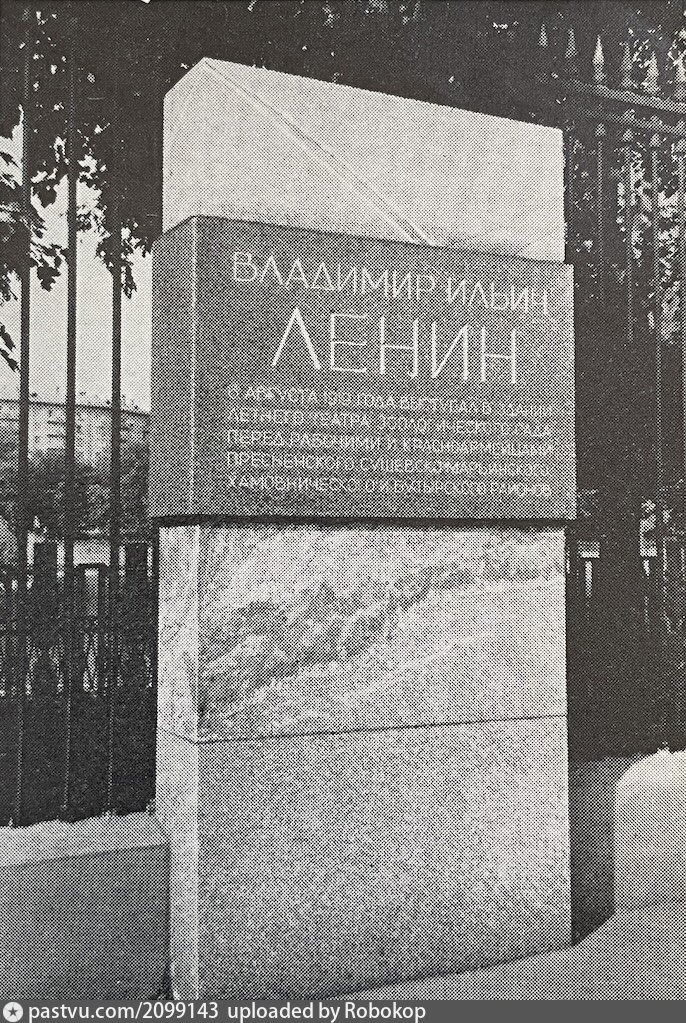 ВЛАДИМИР ИЛЬИЧ
ЛЕНИН
АВГУСТА ГОДА ВЫСТУПАЛ В ЗДАНИИ
ЛЕТНЕГО ТЕАТРА ЗООЛОГИЧЕСКОГО САДА
ПЕРЕД РАБОЧИМИ И КРАСНОАРМЕЙЦАМИ
ПРЕСНЕНСКОГО СУЩЕВСКО-МАРЬИНСКОГО
ХАМОВНИЧЕСКОГО И БУТЫРСКОГО РАЙОНОВ
pastvu.com/2099143 uploaded by Robokop